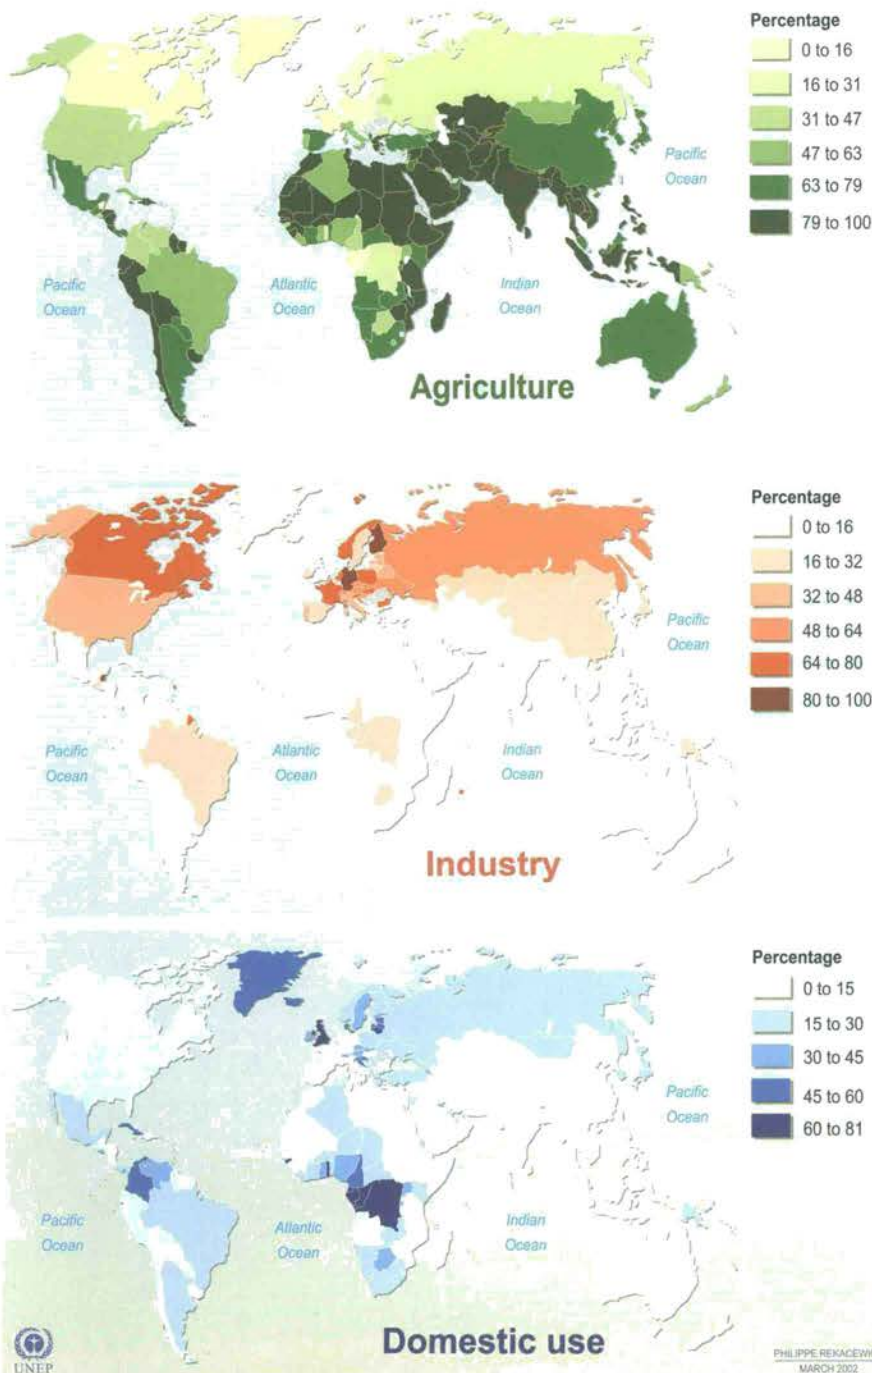 Percentage
0 to 16
16 to 31
31 to 47
47 to 63
63 to 79
79 to 100
Pacific
Ocean
Pacific
Ocean
Atlantic
Ocean
Indian
Ocean
Agriculture
Percentage
0 to 16
16 to 32
32 to 48
48 to 64
64 to 80
80 to 100
Pacific
Ocean
Pacific
Ocean
Atlantic
Ocean
Indian
Ocean
Industry
Percentage
0 to 15
15 to 30
30 to 45
45 to 60
60 to 81
Pacific
Ocean
Pacific
Ocean
Atlantic
Ocean
Indian
Ocean
Domestic use
UNEP
PHILIPPE
MARCH 2002